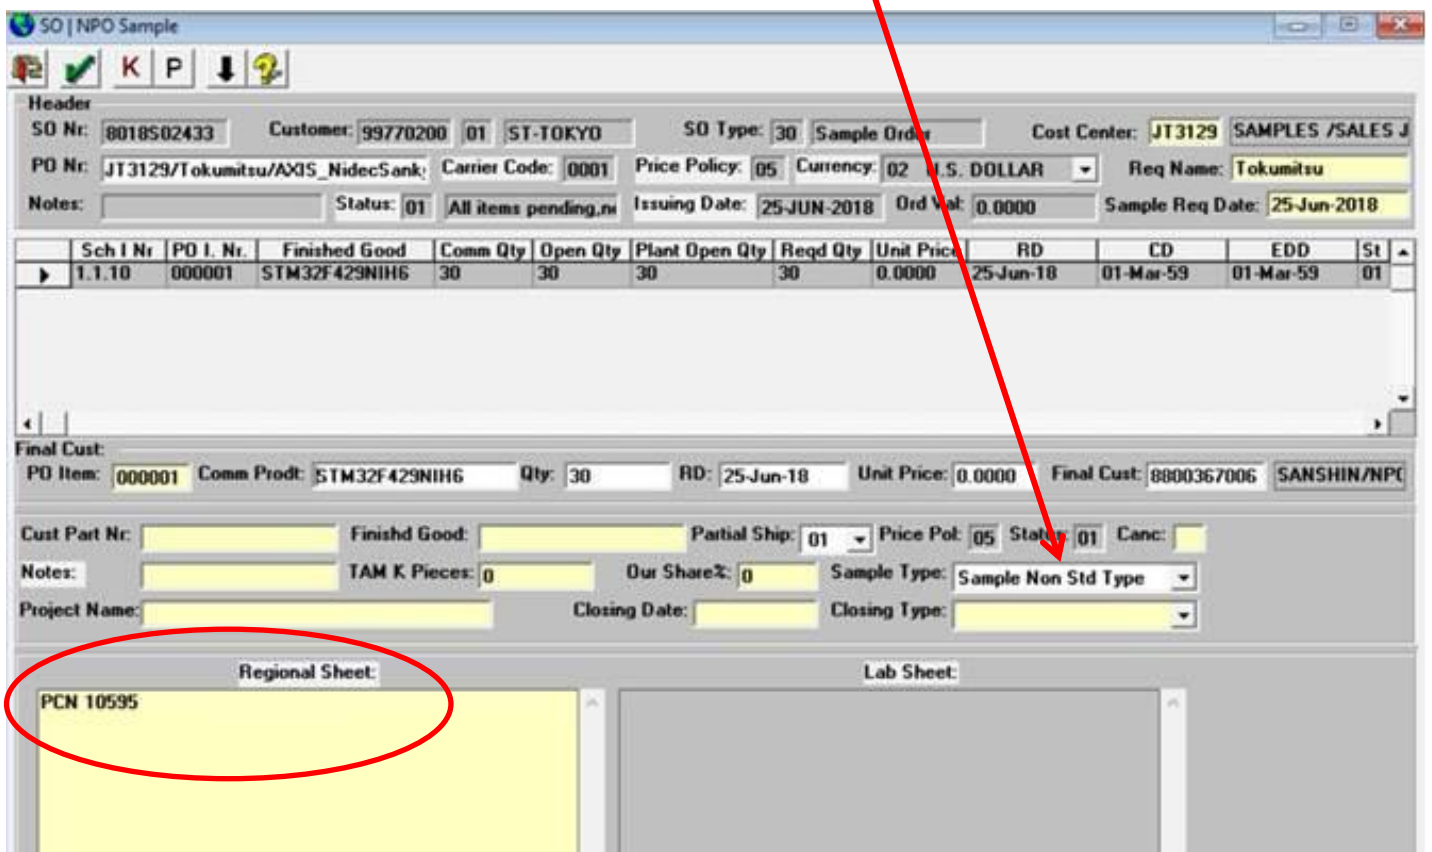 SO | NPO Sample
K P
Header
SO Nr: 8018S02433 Customer: 99770200 01 ST-TOKYO SO Type: 30 Sample Order Cost Center: JT3129 SAMPLES /SALES J
PO Nr: JT3129/Tokumitsu/AXIS_NidecSank Carrier Code: 0001 Price Policy: 05 Currency: 02 U.S. DOLLAR Req Name: Tokumitsu
Notes: Status: 01 All items pending,n Issuing Date: 25-JUN-2018 Ord Val: 0.0000 Sample Req Date: 25-Jun-2018
Sch I Nr PO I. Nr. Finished Good Comm Qty Open Qty Plant Open Qty Reqd Qty Unit Price RD CD EDD St
1.1.10 000001 STM32F429NIH6 30 30 30 30 0.0000 25-Jun-18 01-Mar-59 01-Mar-59 01
Final Cust:
PO Item: 000001 Comm Prodt: STM32F429NIH6 Qty: 30 RD: 25-Jun-18 Unit Price: 0.0000 Final Cust: 8800367006 SANSHIN/NPC
Cust Part Nr: Finishd Good: Partial Ship: 01 Price Pol: 05 Status: 01 Canc:
Notes: TAM K Pieces: 0 Our Share%: 0 Sample Type: Sample Non Std Type
Project Name: Closing Date: Closing Type:
Regional Sheet: Lab Sheet:
PCN 10595